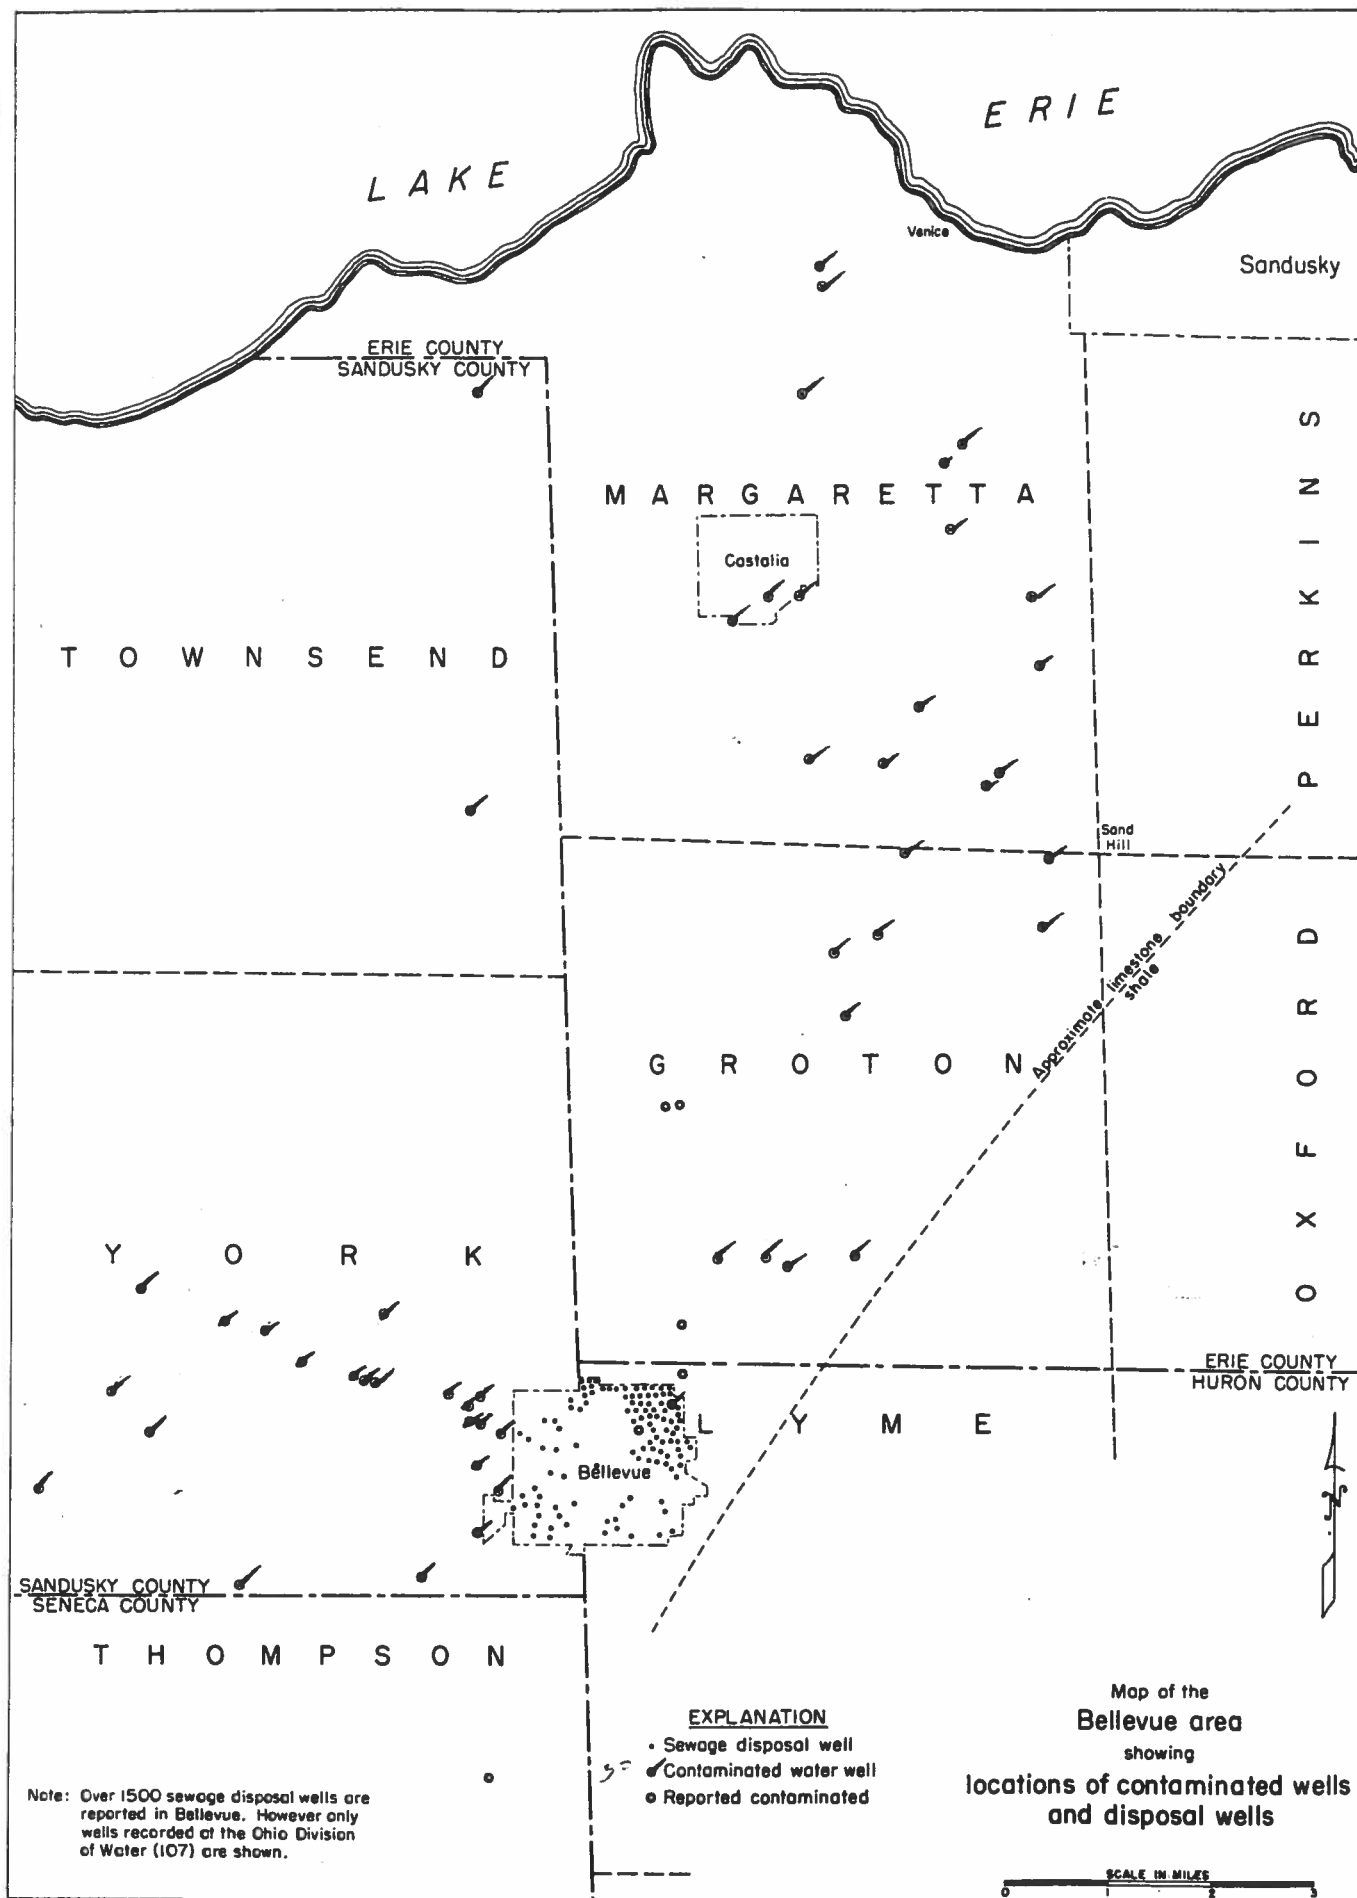 LAKE ERIE
Venice
Sandusky
ERIE COUNTY
SANDUSKY COUNTY
MARGARETTA
Castalia
PERKINS
TOWNSEND
Sand
Hill
Approximate limestone boundary
shale
OXFORD
GROTON
YORK
ERIE COUNTY
HURON COUNTY
LYME
Bellevue
N
SANDUSKY COUNTY
SENECA COUNTY
THOMPSON
EXPLANATION
Sewage disposal well
Contaminated water well
Reported contaminated
Note: Over 1500 sewage disposal wells are
reported in Bellevue. However only
wells recorded at the Ohio Division
of Water (107) are shown.
Map of the
Bellevue area
showing
locations of contaminated wells
and disposal wells
SCALE IN MILES
0 1 2 3